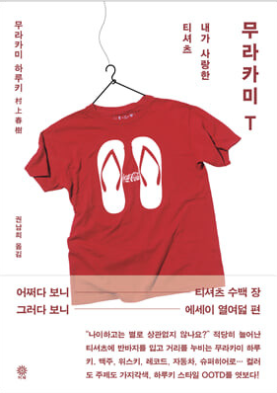 무라카미 T
내가 사랑한
티셔츠
무라카미 하루키 村上春樹
권남희 옮김
Coca-Cola
어쩌다 보니 티셔츠 수백 장
그러다 보니 에세이 열여덟 편
"나이하고는 별로 상관없지 않나요?" 적당히 늘어난
티셔츠에 반바지를 입고 거리를 누비는 무라카미 하루
키. 맥주, 위스키, 레코드, 자동차, 슈퍼히어로… 컬러
도 주제도 가지각색, 하루키 스타일 OOTD를 엿보다!
비채